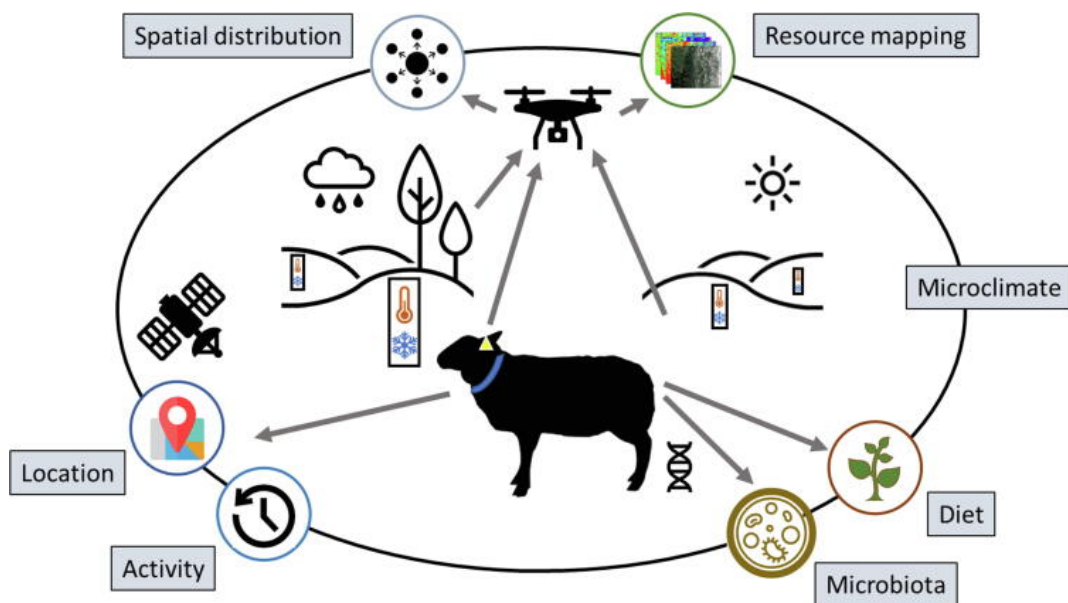 Spatial distribution
Resource mapping
Microclimate
Location
Diet
Activity
Microbiota